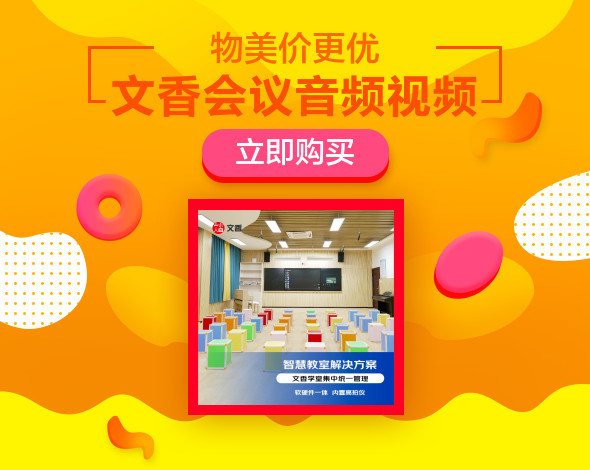 物美价更优
文香会议音频视频
立即购买
文香
智慧教室解决方案
文香学堂集中统一管理
软硬件一体 内置高拍仪